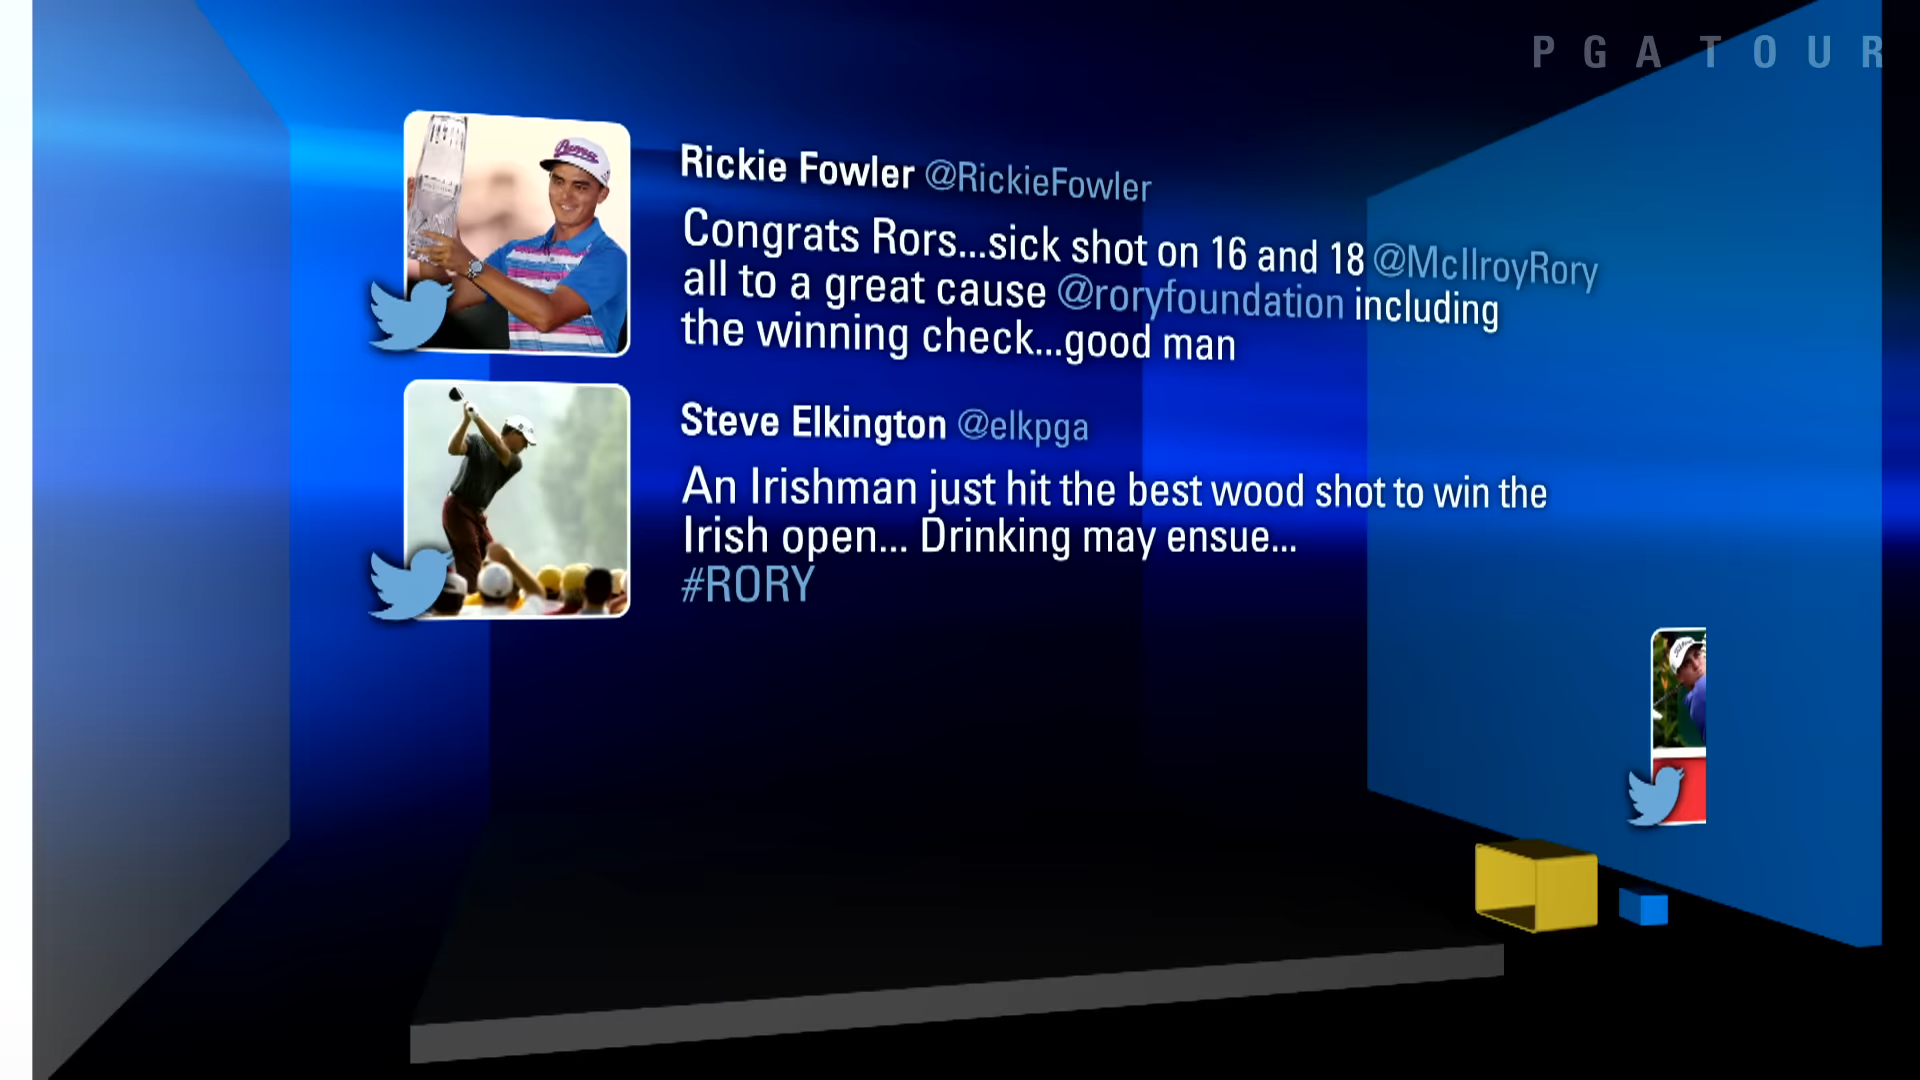 PGA TOUR
Rickie Fowler @RickieFowler
Congrats Rors...sick shot on 16 and 18 @McIlroyRory
all to a great cause @roryfoundation including
the winning check...good man
Steve Elkington @elkpga
An Irishman just hit the best wood shot to win the
Irish open... Drinking may ensue...
#RORY